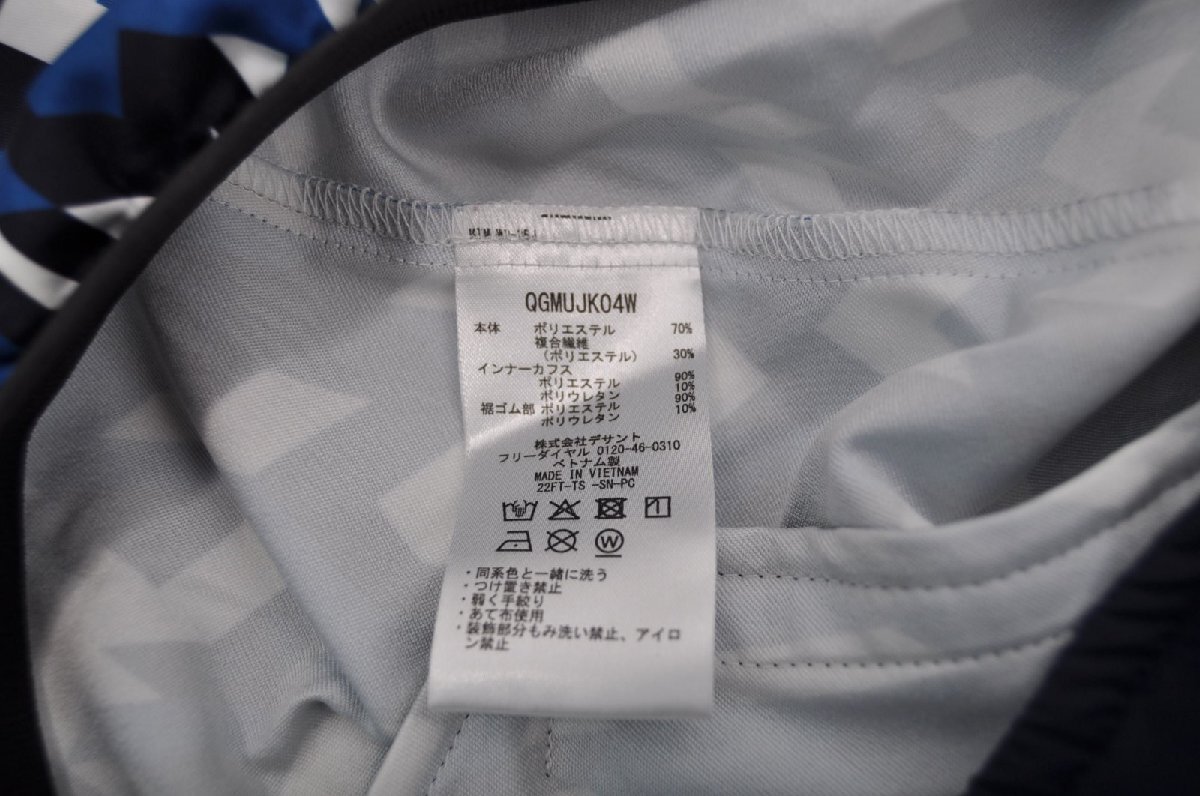 QGMUJK04W
本体 ポリエステル 70%
複合繊維
(ポリエステル) 30%
インナーカフス
ポリエステル 90%
ポリウレタン 10%
裾ゴム部 ポリエステル 90%
ポリウレタン 10%
株式会社デサント
フリーダイヤル 0120-46-0310
ベトナム製
MADE IN VIETNAM
22FT-TS -SN-PC
W
・同系色と一緒に洗う
・つけ置き禁止
・弱く手絞り
・あて布使用
・装飾部分もみ洗い禁止、アイロ
ン禁止